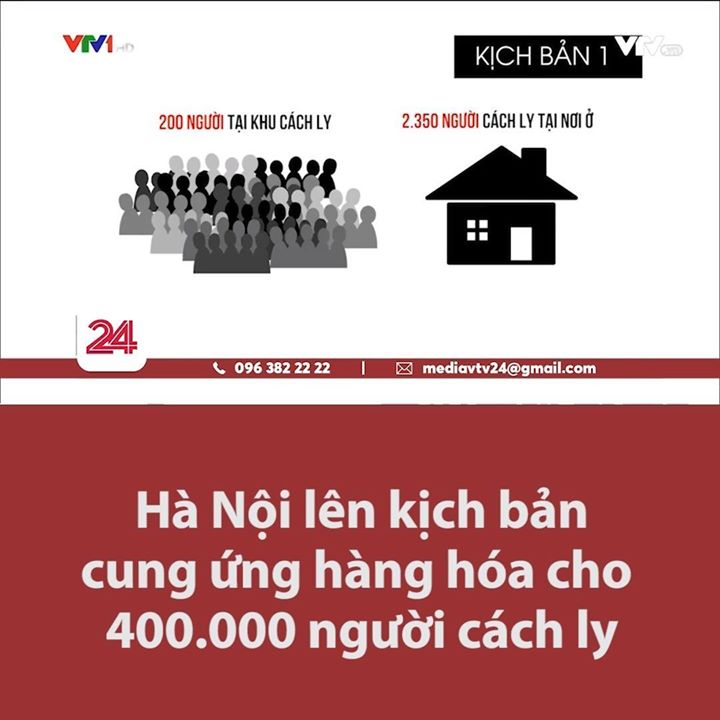 VTV1 HD
KỊCH BẢN 1
VTV
200 NGƯỜI TẠI KHU CÁCH LY
2.350 NGƯỜI CÁCH LY TẠI NƠI Ở
24
096 382 22 22 | mediavtv24@gmail.com
Hà Nội lên kịch bản
cung ứng hàng hóa cho
400.000 người cách ly